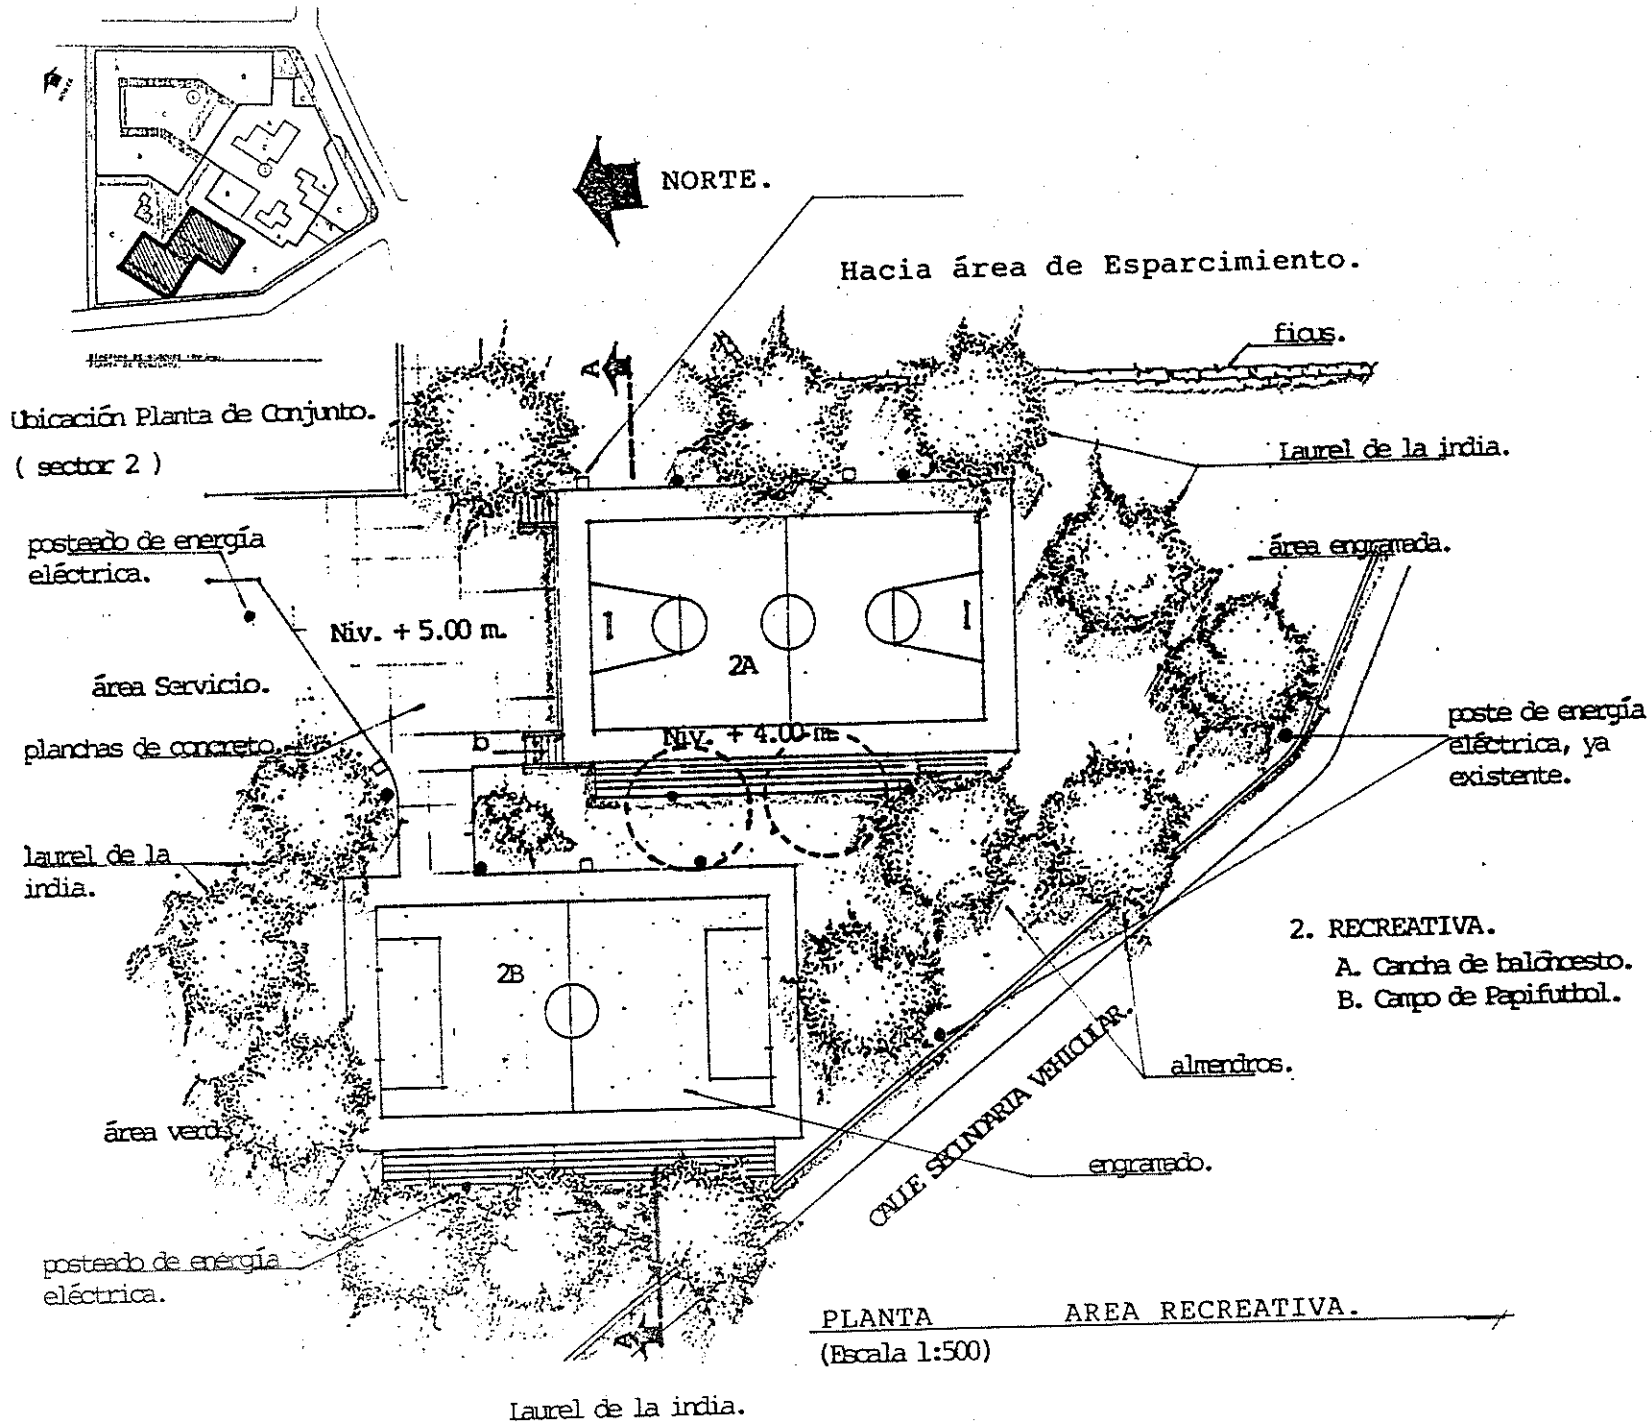 NORTE.
Hacia área de Esparcimiento.
ficus.
A
Ubicación Planta de Conjunto.
( sector 2 )
Laurel de la india.
posteado de energía
eléctrica.
área engramada.
Niv. + 5.00 m.
2A
área Servicio.
planchas de concreto
b
Niv. + 4.00 m
poste de energía
eléctrica, ya
existente.
laurel de la
india.
2B
2. RECREATIVA.
A. Cancha de baloncesto.
B. Campo de Papifutbol.
CALLE SECUNDARIA VEHICULAR.
almendros.
área verde
engramado.
posteado de energía
eléctrica.
A
PLANTA AREA RECREATIVA.
(Escala 1:500)
Laurel de la india.